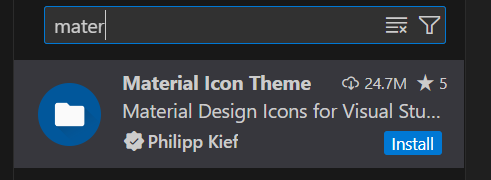 mater
Material Icon Theme 24.7M 5
Material Design Icons for Visual Stu...
Philipp Kief Install